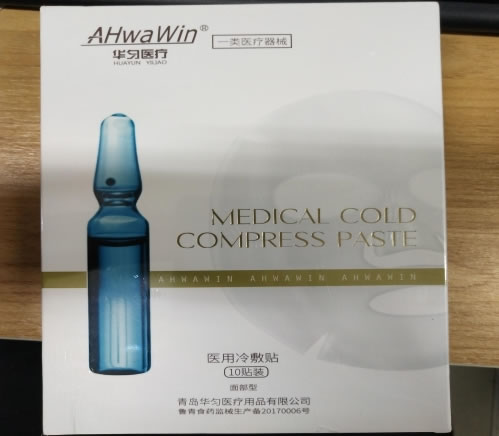 AHwaWin®
华匀医疗
HUAYUN YILIAO
一类医疗器械
MEDICAL COLD
COMPRESS PASTE
AHWAWIN AHWAWIN AHWAWIN
医用冷敷贴
10贴装
面部型
青岛华匀医疗用品有限公司
鲁青食药监械生产备20170006号